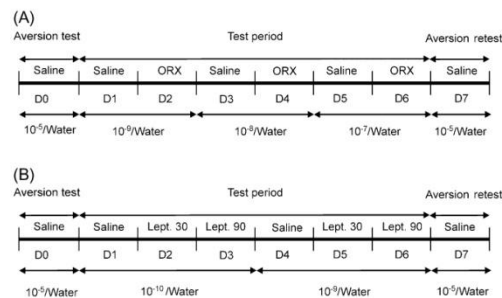 (A)
Aversion test Test period Aversion retest
Saline Saline ORX Saline ORX Saline ORX Saline
D0 D1 D2 D3 D4 D5 D6 D7
10⁻⁵/Water 10⁻⁹/Water 10⁻⁸/Water 10⁻⁷/Water 10⁻⁵/Water
(B)
Aversion test Test period Aversion retest
Saline Saline Lept. 30 Lept. 90 Saline Lept. 30 Lept. 90 Saline
D0 D1 D2 D3 D4 D5 D6 D7
10⁻⁵/Water 10⁻¹⁰/Water 10⁻⁹/Water 10⁻⁵/Water